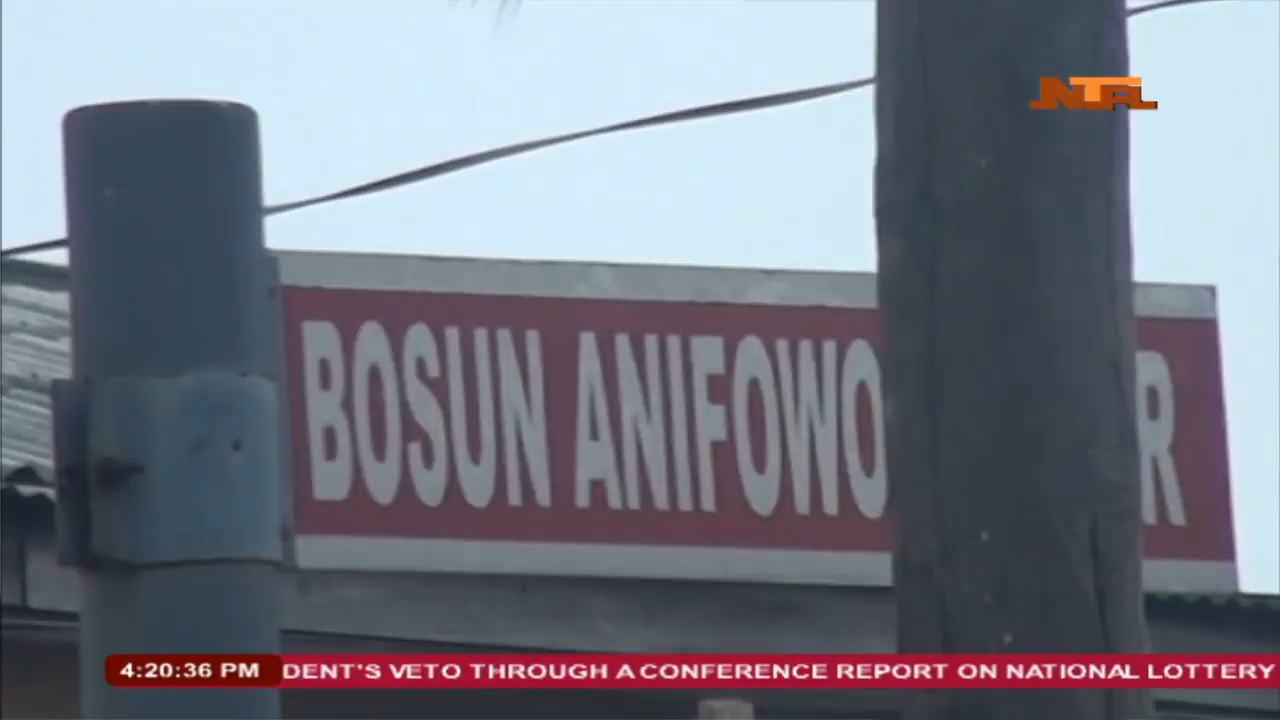 NTA
BOSUN ANIFOWO
R
4:20:36 PM DENT'S VETO THROUGH A CONFERENCE REPORT ON NATIONAL LOTTERY